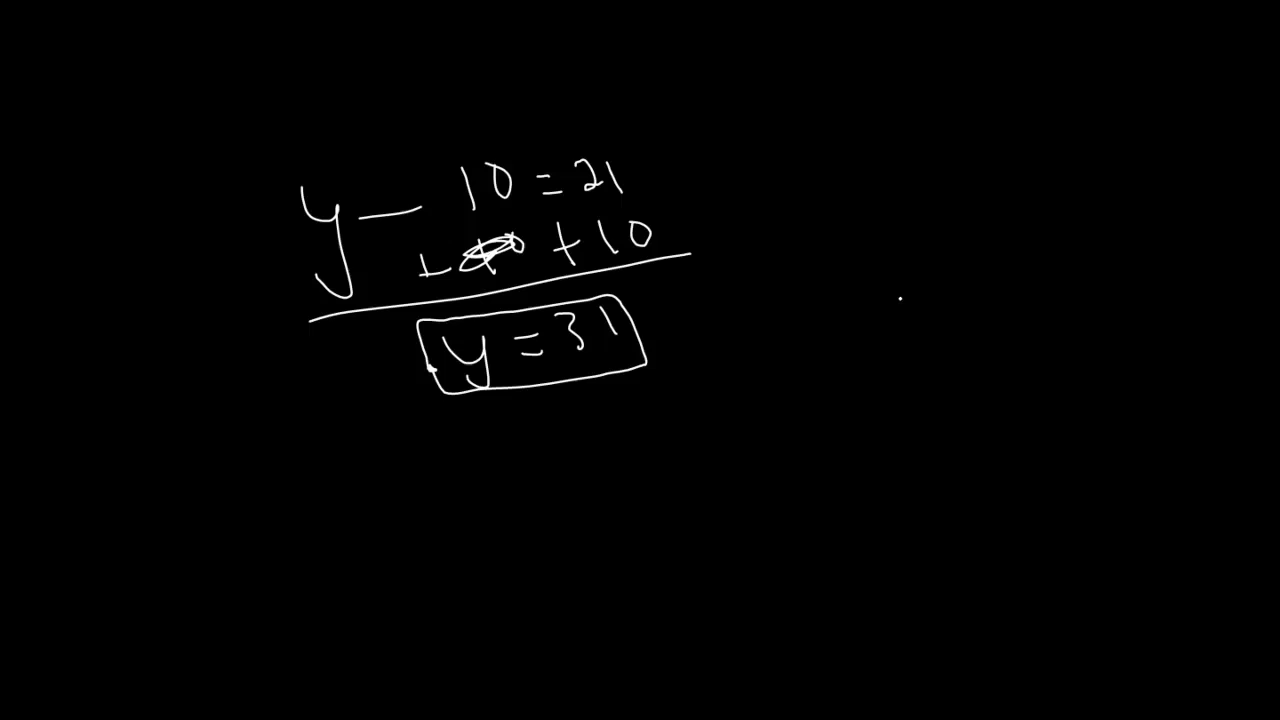 y - 10 = 21
+ + 10
y = 31